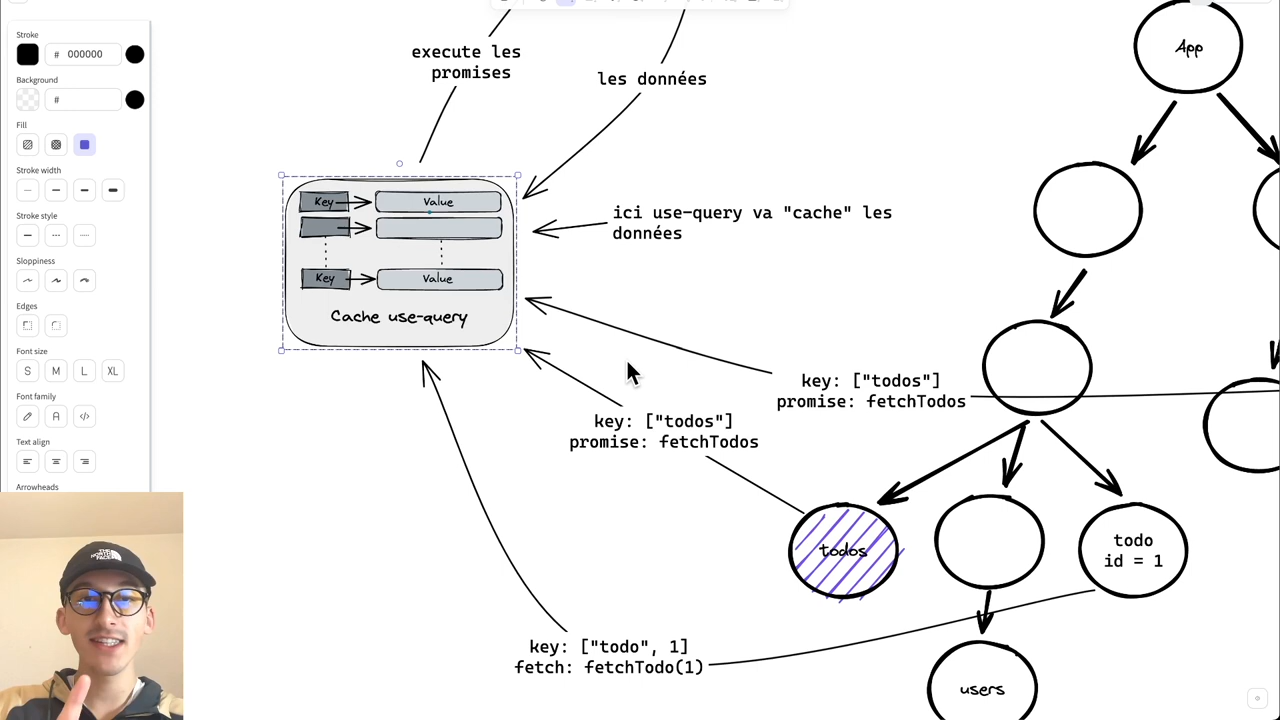 Stroke
# 000000
Background
#
Fill
Stroke width
Stroke style
Sloppiness
Edges
Font size
S M L XL
Font family
A
Text align
Arrowheads
execute les
promises
les données
App
Key
Value
Key
Value
Cache use-query
ici use-query va "cache" les
données
key: ["todos"]
promise: fetchTodos
key: ["todos"]
promise: fetchTodos
todos
todo
id = 1
key: ["todo", 1]
fetch: fetchTodo(1)
users
THE
NORTH
FACE